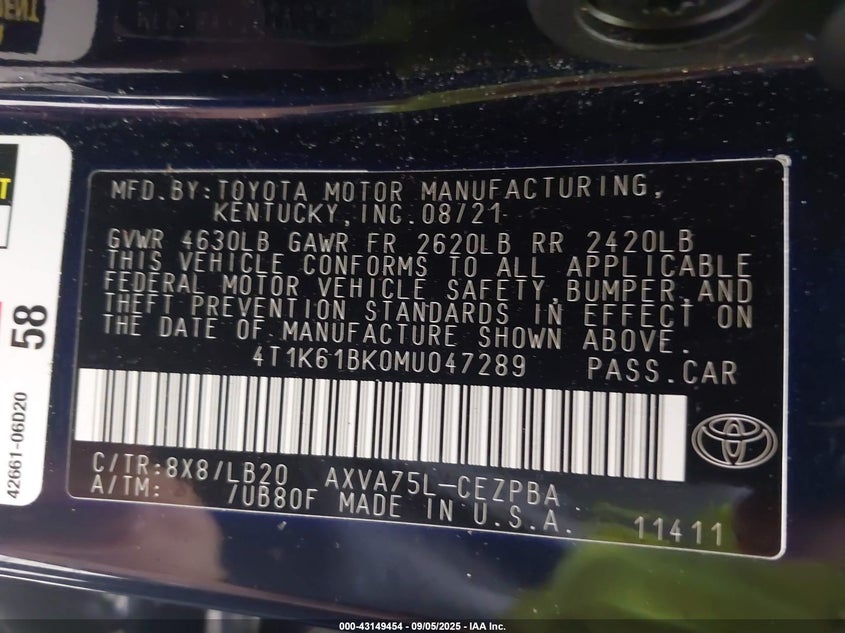 MFD.BY:TOYOTA MOTOR MANUFACTURING,
KENTUCKY,INC.08/21
GVWR 4630LB GAWR FR 2620LB RR 2420LB
THIS VEHICLE CONFORMS TO ALL APPLICABLE
FEDERAL MOTOR VEHICLE SAFETY,BUMPER,AND
THEFT PREVENTION STANDARDS IN EFFECT ON
THE DATE OF MANUFACTURE SHOWN ABOVE.
4T1K61BK0MU047289 PASS.CAR
C/TR:8X8/LB20 AXVA75L-CEZPBA
A/TM: /UB80F MADE IN U.S.A. 11411
58
42661-06D20
000-43149454 - 09/05/2025 - IAA Inc.